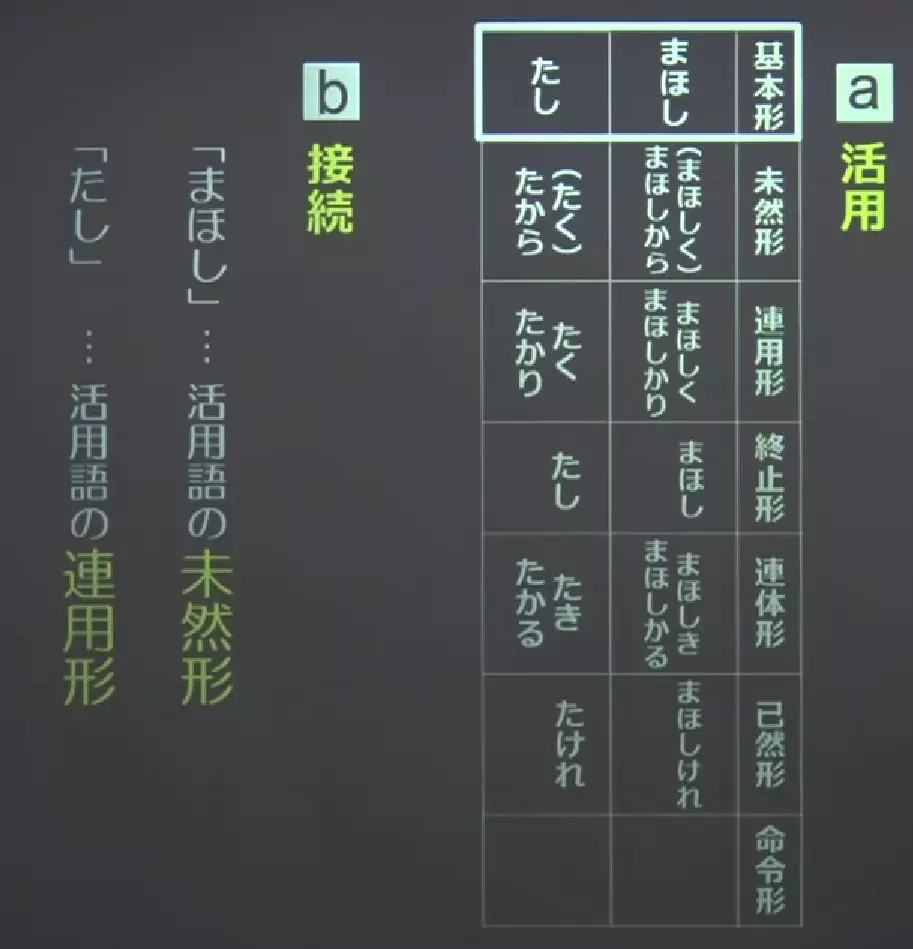 a 活用
基本形
未然形
連用形
終止形
連体形
已然形
命令形
まほし
(まほしく)
まほしから
まほしく
まほしかり
まほし
まほしき
まほしかる
まほしけれ
たし
(たく)
たから
たく
たかり
たし
たき
たかる
たけれ
b 接続
「まほし」…活用語の未然形
「たし」…活用語の連用形